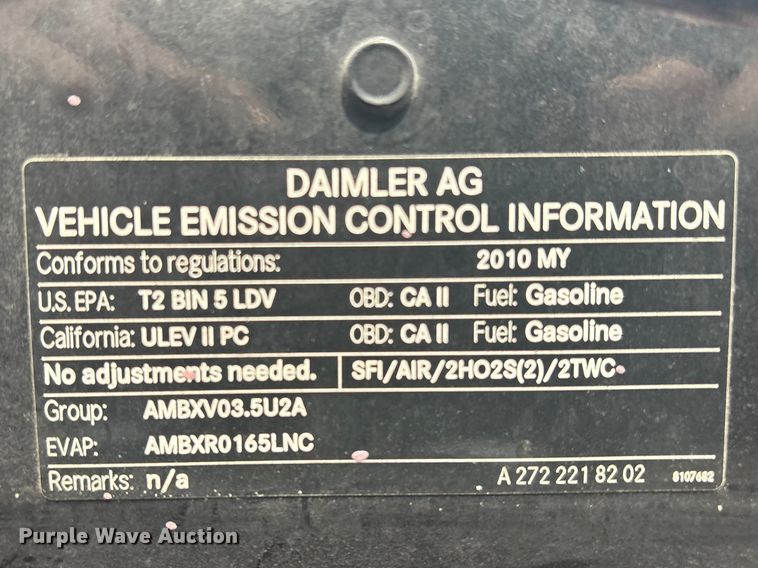 DAIMLER AG
VEHICLE EMISSION CONTROL INFORMATION
Conforms to regulations: 2010 MY
U.S. EPA: T2 BIN 5 LDV OBD: CA II Fuel: Gasoline
California: ULEV II PC OBD: CA II Fuel: Gasoline
No adjustments needed. SFI/AIR/2HO2S(2)/2TWC
Group: AMBXV03.5U2A
EVAP: AMBXR0165LNC
Remarks: n/a A 272 221 82 02 8107682
Purple Wave Auction